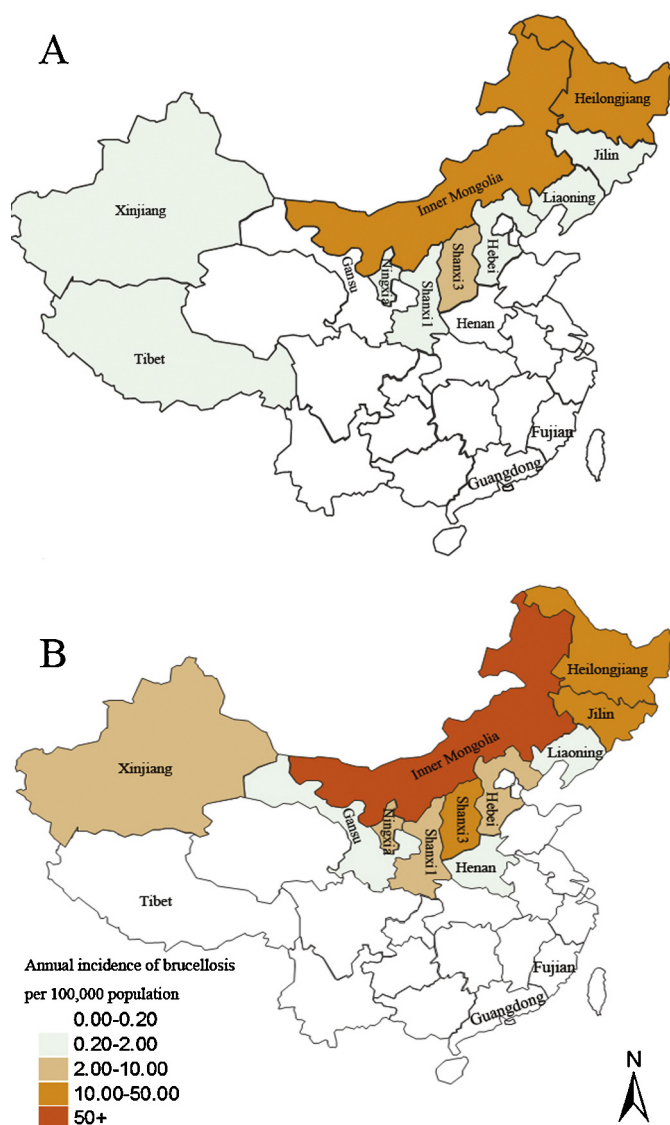 A
Heilongjiang
Jilin
Inner Mongolia
Liaoning
Xinjiang
Hebei
Shanxi3
Gansu
Ningxia
Shanxi1
Henan
Tibet
Fujian
Guangdong
B
Heilongjiang
Jilin
Liaoning
Inner Mongolia
Xinjiang
Hebei
Shanxi3
Ningxia
Gansu
Shanxi1
Henan
Tibet
Fujian
Guangdong
Annual incidence of brucellosis
per 100,000 population
0.00-0.20
0.20-2.00
2.00-10.00
10.00-50.00
50+
N